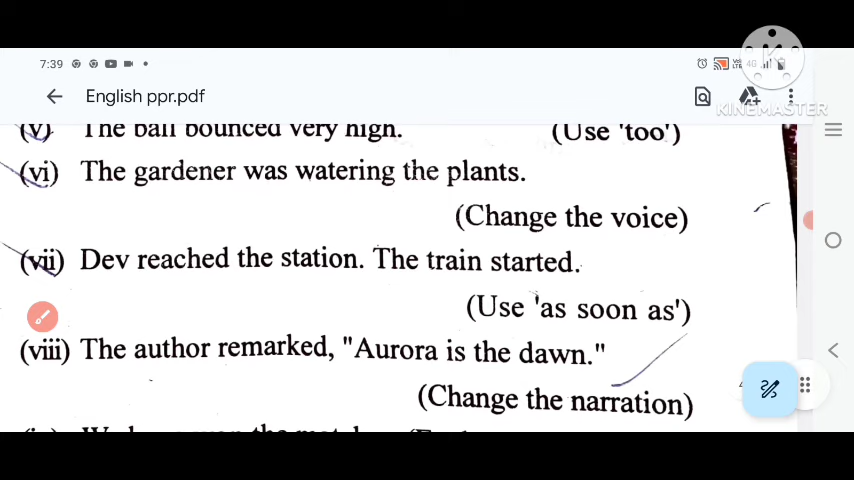 7:39
4G
English ppr.pdf
KINEMASTER
(v) The ball bounced very high. (Use 'too')
(vi) The gardener was watering the plants.
(Change the voice)
(vii) Dev reached the station. The train started.
(Use 'as soon as')
(viii) The author remarked, "Aurora is the dawn."
(Change the narration)